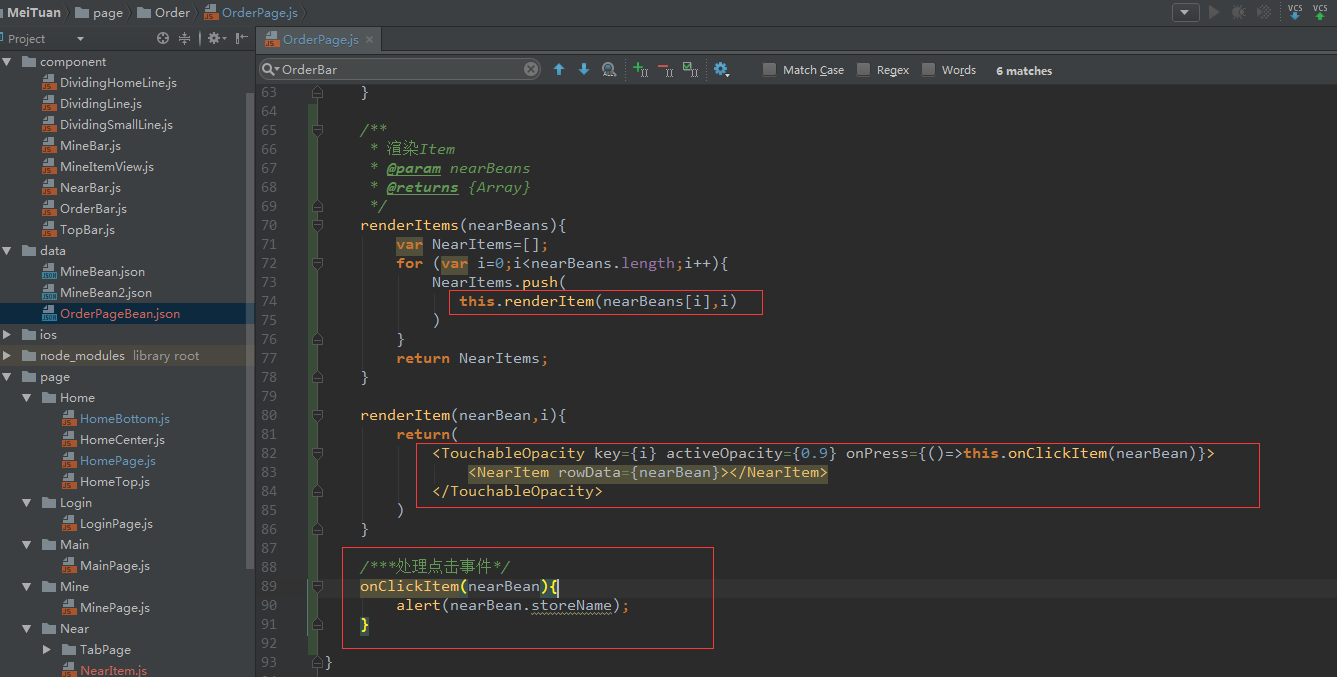 MeiTuan page Order OrderPage.js
VCS VCS
Project
OrderPage.js
component
DividingHomeLine.js
DividingLine.js
DividingSmallLine.js
MineBar.js
MineItemView.js
NearBar.js
OrderBar.js
TopBar.js
data
MineBean.json
MineBean2.json
OrderPageBean.json
ios
node_modules library root
page
Home
HomeBottom.js
HomeCenter.js
HomePage.js
HomeTop.js
Login
LoginPage.js
Main
MainPage.js
Mine
MinePage.js
Near
TabPage
NearItem.js
OrderBar Match Case Regex Words 6 matches
63 }
64
65 /**
66 * 渲染Item
67 * @param nearBeans
68 * @returns {Array}
69 */
70 renderItems(nearBeans){
71 var NearItems=[];
72 for (var i=0;i<nearBeans.length;i++){
73 NearItems.push(
74 this.renderItem(nearBeans[i],i)
75 )
76 }
77 return NearItems;
78 }
79
80 renderItem(nearBean,i){
81 return(
82 <TouchableOpacity key={i} activeOpacity={0.9} onPress={()=>this.onClickItem(nearBean)}>
83 <NearItem rowData={nearBean}></NearItem>
84 </TouchableOpacity>
85 )
86 }
87
88 /***处理点击事件*/
89 onClickItem(nearBean){
90 alert(nearBean.storeName);
91 }
92
93 }